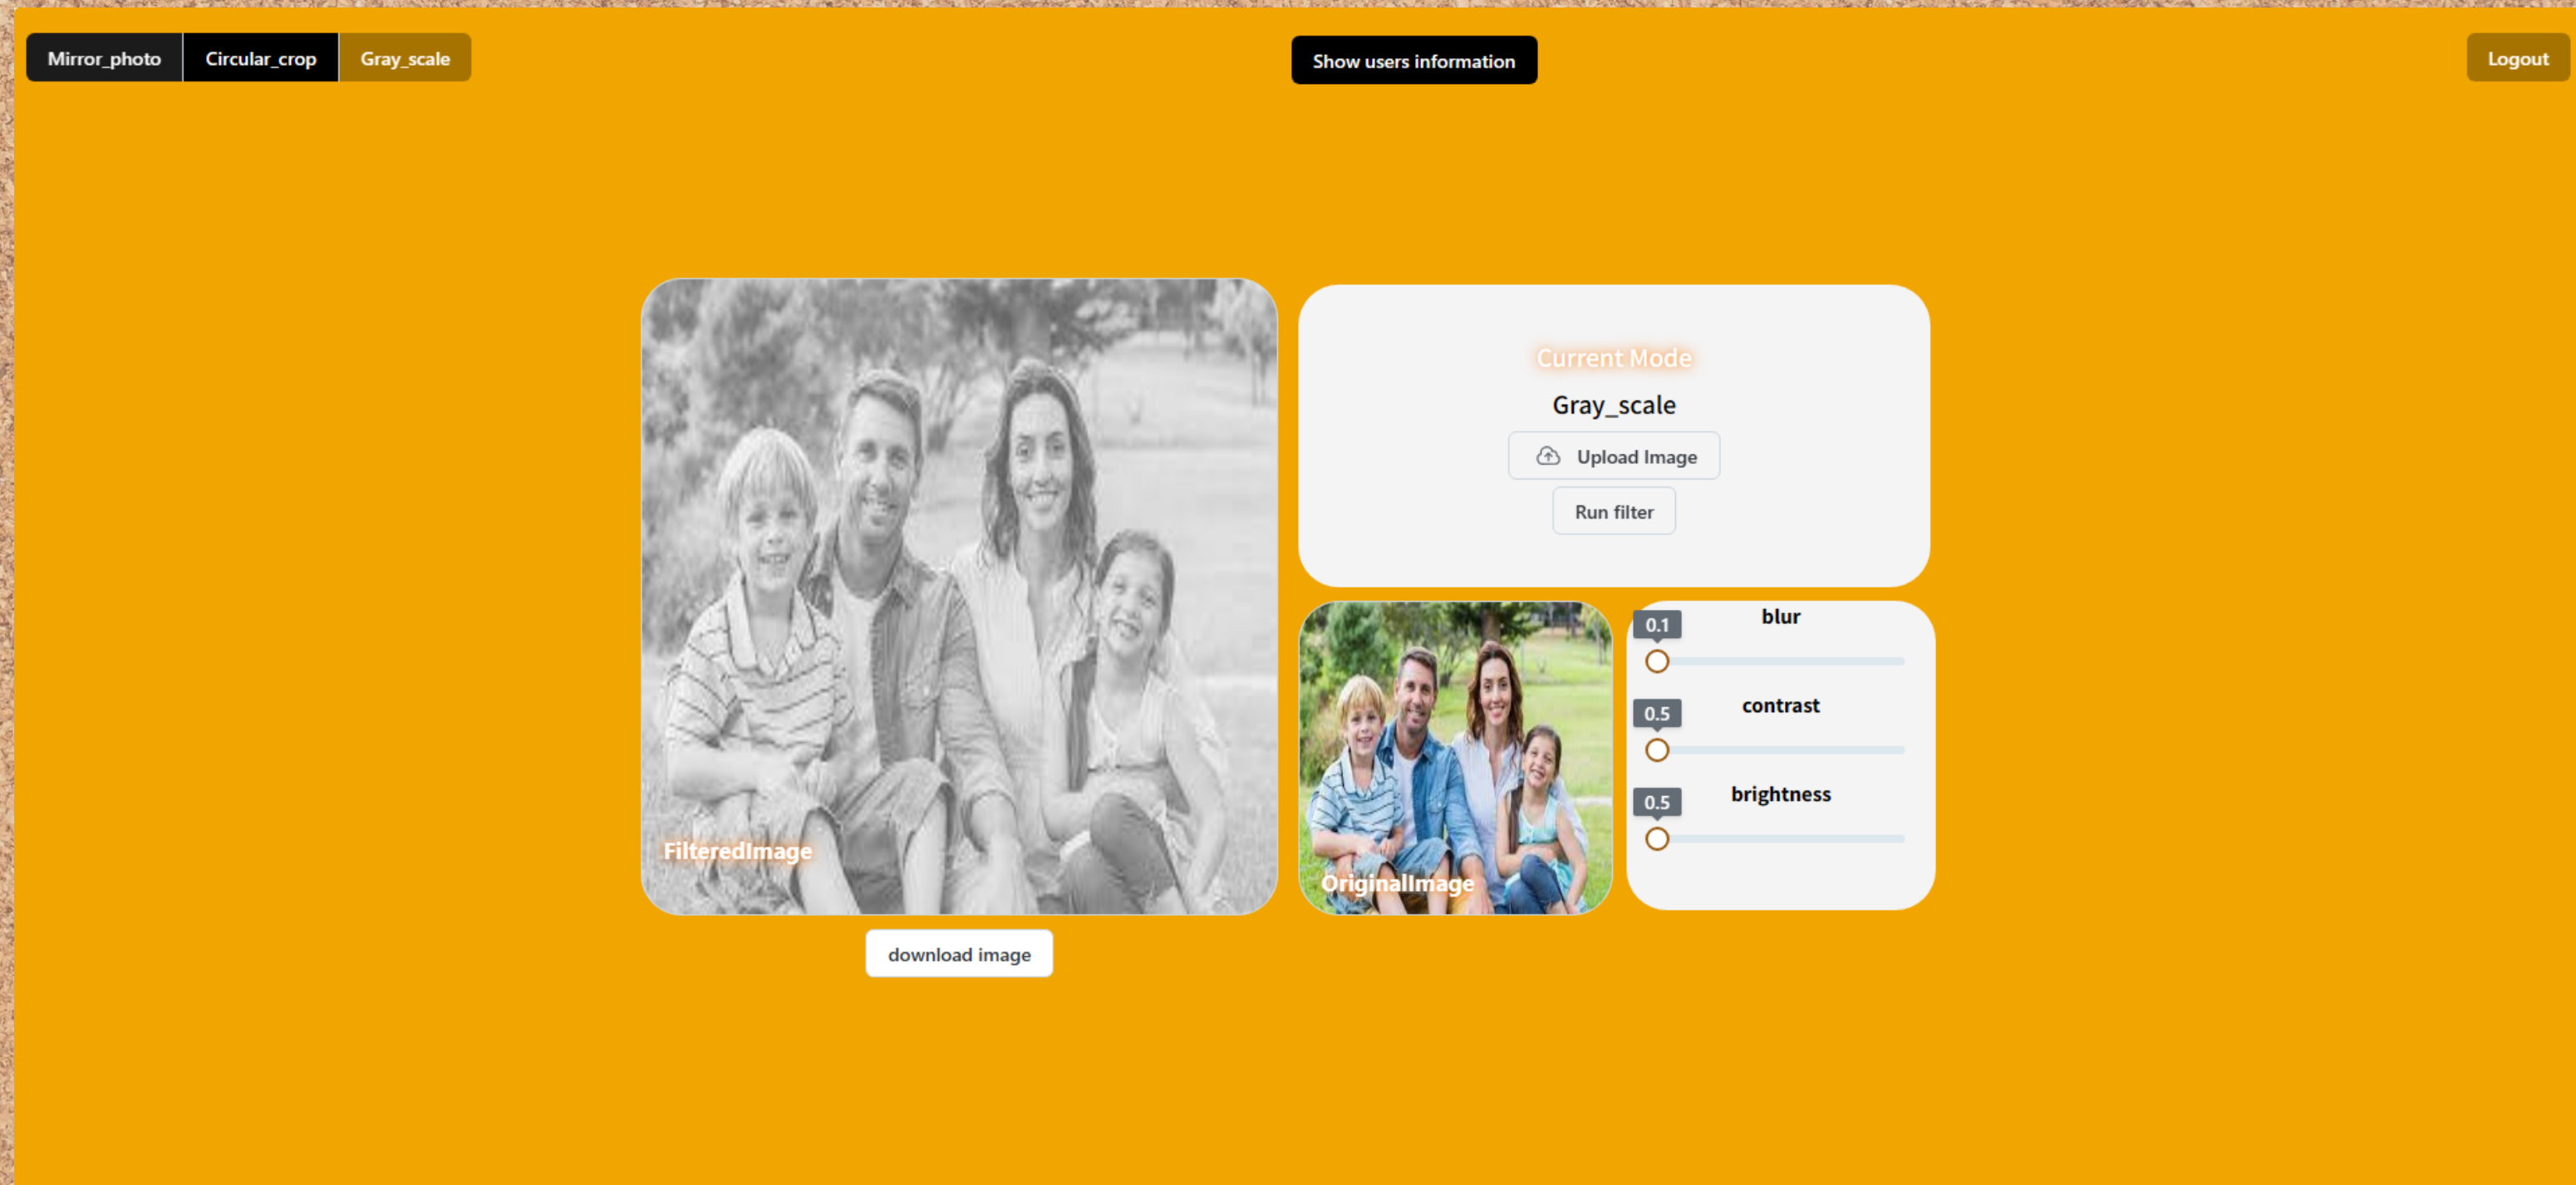 Mirror_photo
Circular_crop
Gray_scale
Show users information
Logout
Current Mode
Gray_scale
Upload Image
Run filter
FilteredImage
OriginalImage
blur
0.1
contrast
0.5
brightness
0.5
download image